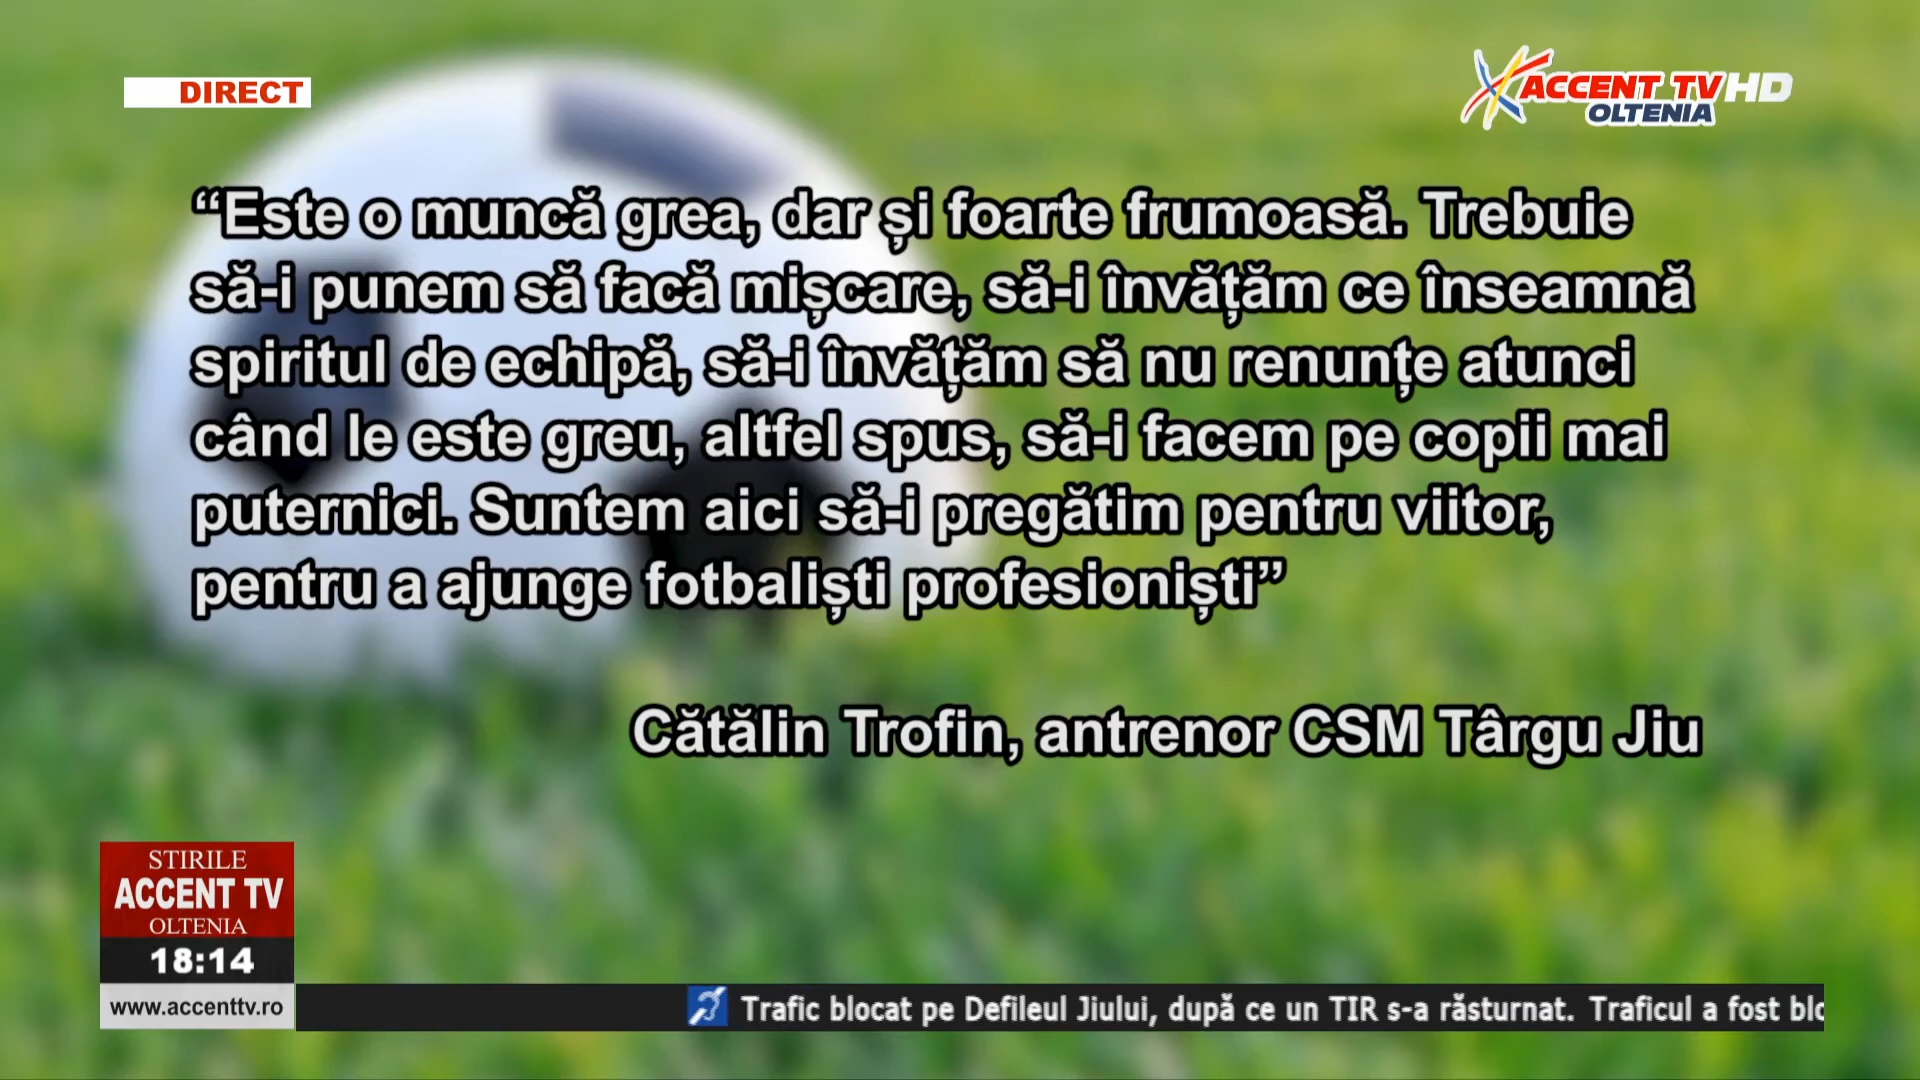 DIRECT
ACCENT TV HD
OLTENIA
“Este o muncă grea, dar și foarte frumoasă. Trebuie
să-i punem să facă mișcare, să-i învățăm ce înseamnă
spiritul de echipă, să-i învățăm să nu renunțe atunci
când le este greu, altfel spus, să-i facem pe copii mai
puternici. Suntem aici să-i pregătim pentru viitor,
pentru a ajunge fotbaliști profesioniști”
Cătălin Trofin, antrenor CSM Târgu Jiu
STIRILE
ACCENT TV
OLTENIA
18:14
www.accenttv.ro
Trafic blocat pe Defileul Jiului, după ce un TIR s-a răsturnat. Traficul a fost